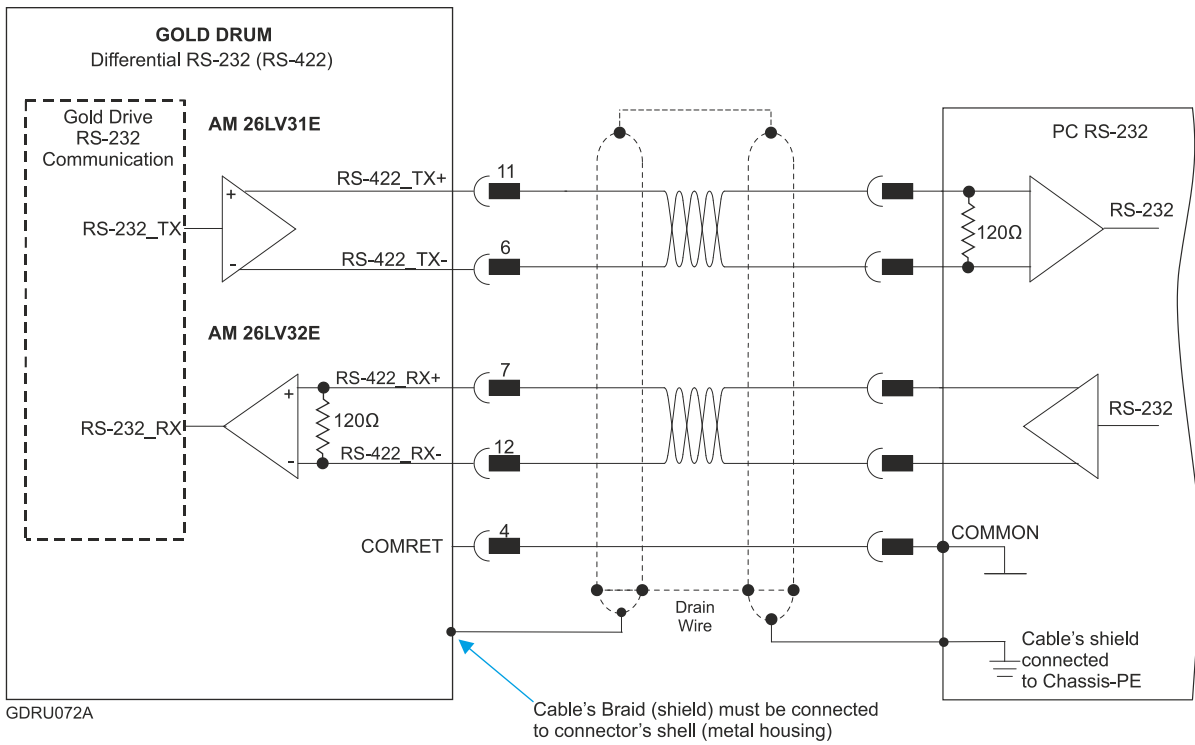 GOLD DRUM
Differential RS-232 (RS-422)
Gold Drive
RS-232
Communication
AM 26LV31E
RS-422_TX+
11
RS-232_TX
+
-
RS-422_TX-
6
PC RS-232
120Ω
RS-232
AM 26LV32E
RS-422_RX+
7
+
120Ω
RS-232_RX
-
RS-422_RX-
12
RS-232
COMRET
4
COMMON
Drain
Wire
Cable's shield
connected
to Chassis-PE
GDRU072A
Cable's Braid (shield) must be connected
to connector's shell (metal housing)